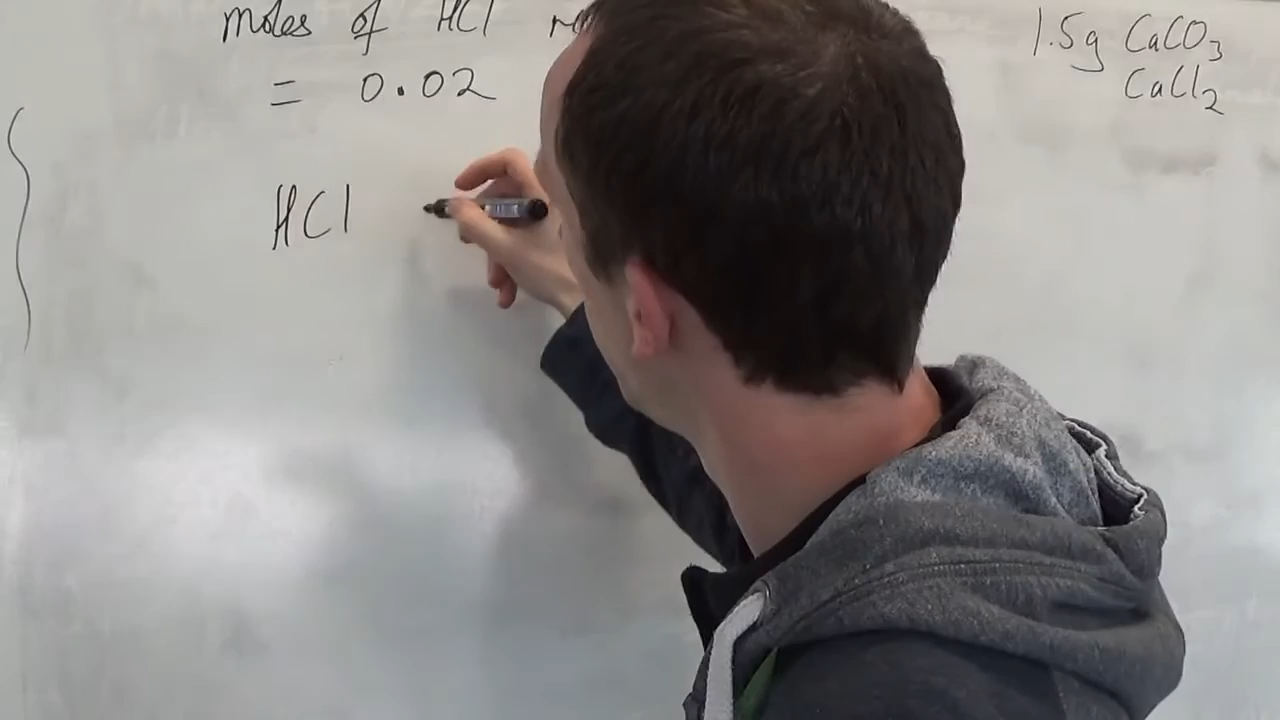 moles of HCl
= 0.02
HCl
1.5g CaCO₃
CaCl₂